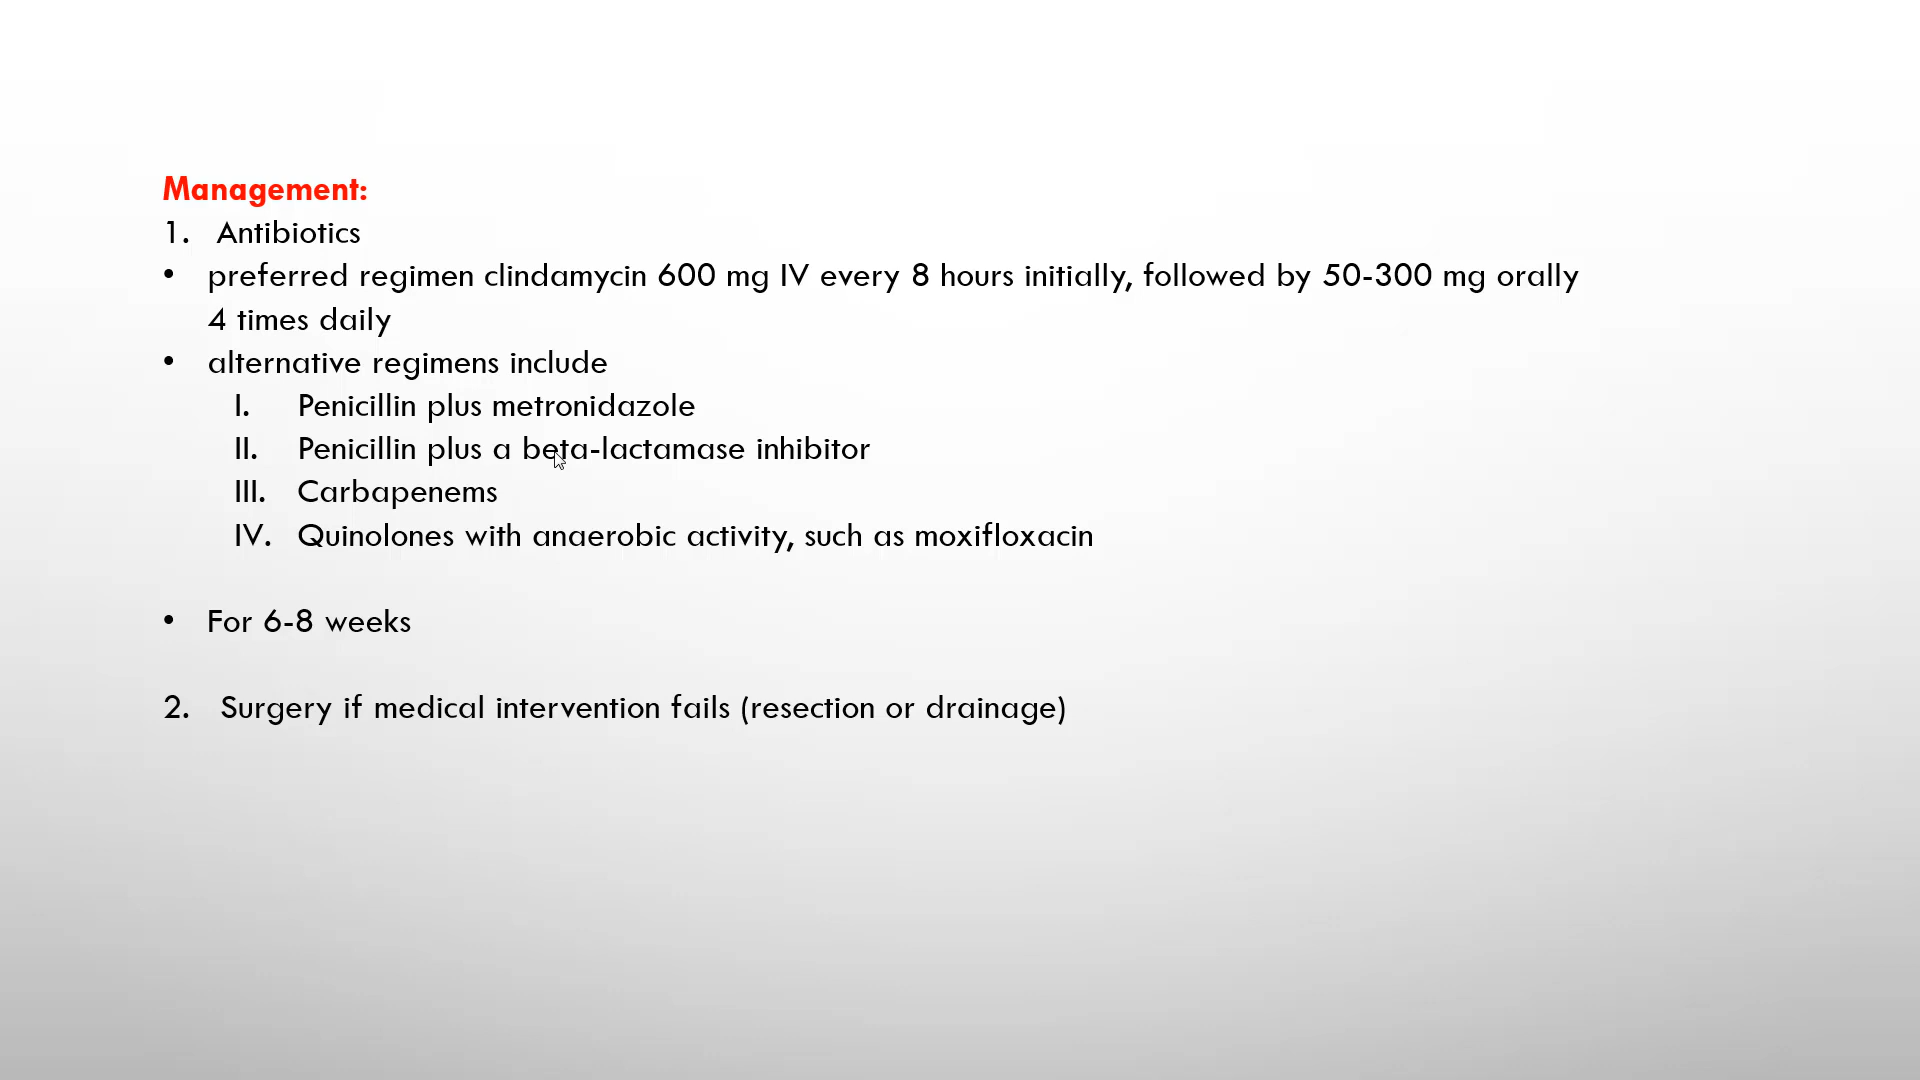 Management:
1. Antibiotics
• preferred regimen clindamycin 600 mg IV every 8 hours initially, followed by 50-300 mg orally
4 times daily
• alternative regimens include
I. Penicillin plus metronidazole
II. Penicillin plus a beta-lactamase inhibitor
III. Carbapenems
IV. Quinolones with anaerobic activity, such as moxifloxacin
• For 6-8 weeks
2. Surgery if medical intervention fails (resection or drainage)